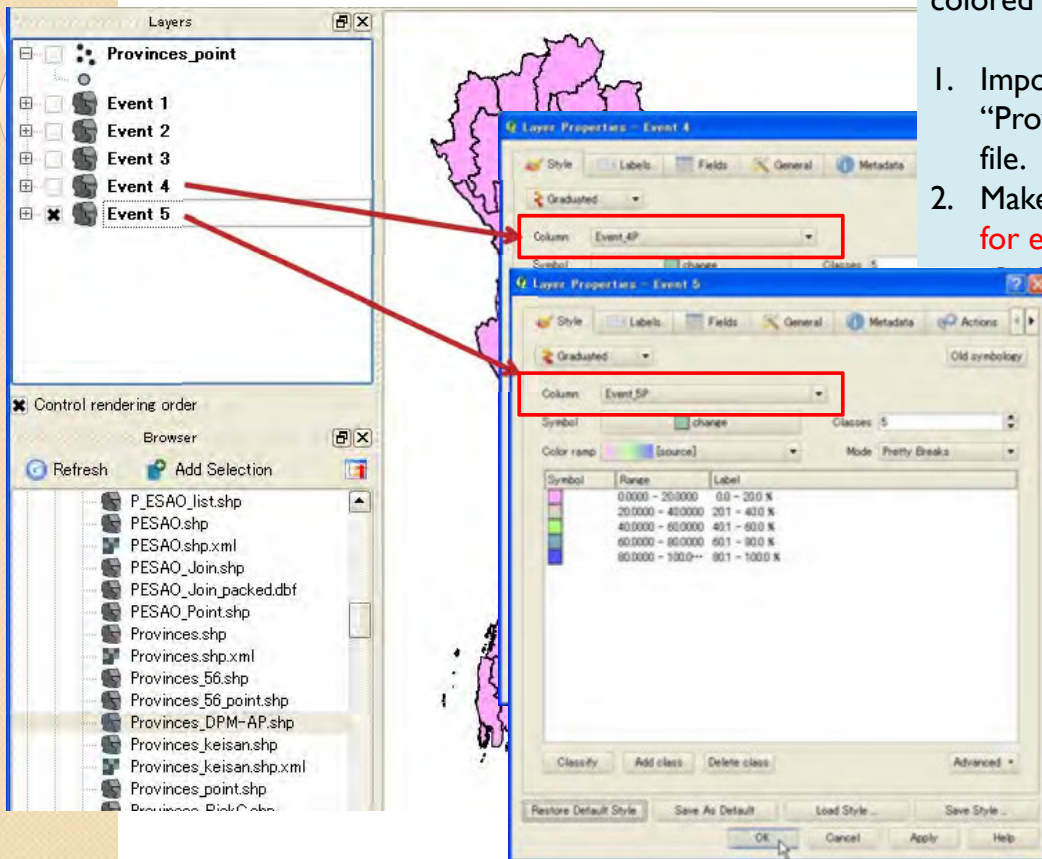 Layers
Provinces_point
Event 1
Event 2
Event 3
Event 4
Event 5
Control rendering order
Browser
Refresh Add Selection
P_ESAO_list.shp
PESAO.shp
PESAO.shp.xml
PESAO_Join.shp
PESAO_Join_packed.dbf
PESAO_Point.shp
Provinces.shp
Provinces.shp.xml
Provinces_56.shp
Provinces_56_point.shp
Provinces_DPM-AP.shp
Provinces_keisan.shp
Provinces_keisan.shp.xml
Provinces_point.shp
Layer Properties - Event 4
Style Labels Fields General Metadata
Graduated
Column Event_4P
Symbol change Classes 5
Layer Properties - Event 5
Style Labels Fields General Metadata Actions
Graduated Old symbology
Column Event_5P
Symbol change Classes 5
Color ramp [source] Mode Pretty Breaks
Symbol Range Label
0.0000 - 20.0000 0.0 - 20.0 %
20.0000 - 40.0000 20.1 - 40.0 %
40.0000 - 60.0000 40.1 - 60.0 %
60.0000 - 80.0000 60.1 - 80.0 %
80.0000 - 100.0··· 80.1 - 100.0 %
Classify Add class Delete class Advanced
Restore Default Style Save As Default Load Style ... Save Style ...
OK Cancel Apply Help
colored
1. Impo
“Pro
file.
2. Make
for e